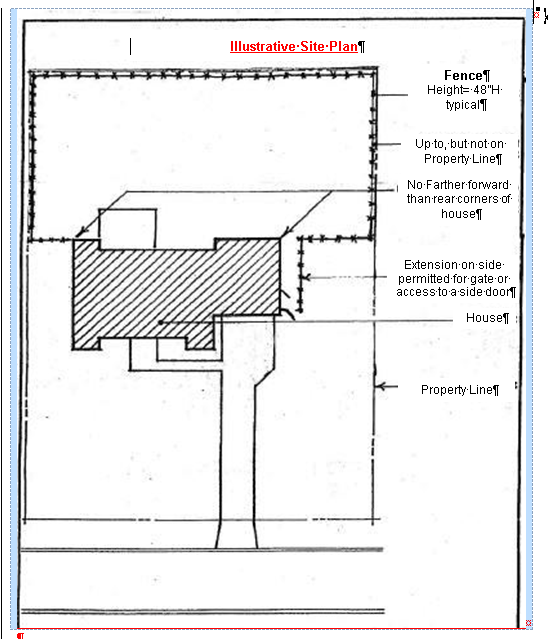 Illustrative Site Plan¶
Fence¶
Height= 48"H
typical¶
Up to, but not on
Property Line¶
No Farther forward
than rear corners of
house¶
Extension on side
permitted for gate or
access to a side door¶
House¶
Property Line¶
¶